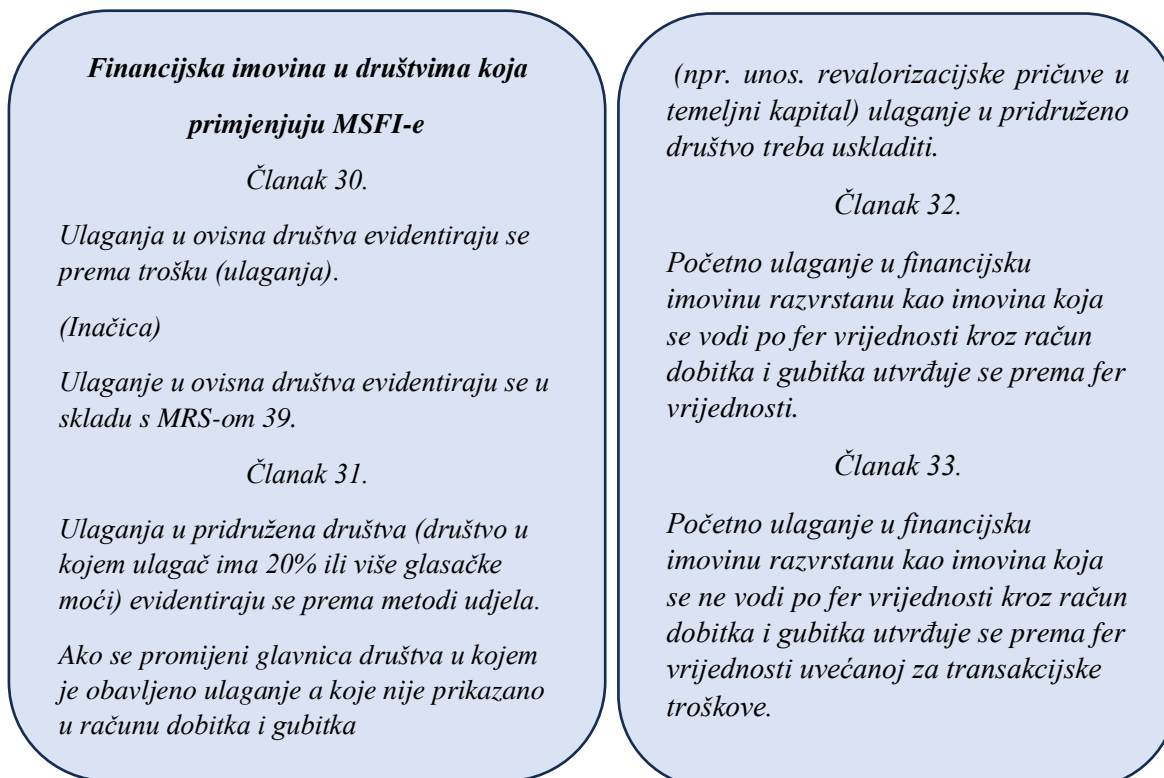 Financijska imovina u društvima koja
primjenjuju MSFI-e
Članak 30.
Ulaganja u ovisna društva evidentiraju se
prema trošku (ulaganja).
(Inačica)
Ulaganje u ovisna društva evidentiraju se u
skladu s MRS-om 39.
Članak 31.
Ulaganja u pridružena društva (društvo u
kojem ulagač ima 20% ili više glasačke
moći) evidentiraju se prema metodi udjela.
Ako se promijeni glavnica društva u kojem
je obavljeno ulaganje a koje nije prikazano
u računu dobitka i gubitka
(npr. unos. revalorizacijske pričuve u
temeljni kapital) ulaganje u pridruženo
društvo treba uskladiti.
Članak 32.
Početno ulaganje u financijsku
imovinu razvrstanu kao imovina koja
se vodi po fer vrijednosti kroz račun
dobitka i gubitka utvrđuje se prema fer
vrijednosti.
Članak 33.
Početno ulaganje u financijsku
imovinu razvrstanu kao imovina koja
se ne vodi po fer vrijednosti kroz račun
dobitka i gubitka utvrđuje se prema fer
vrijednosti uvećanoj za transakcijske
troškove.